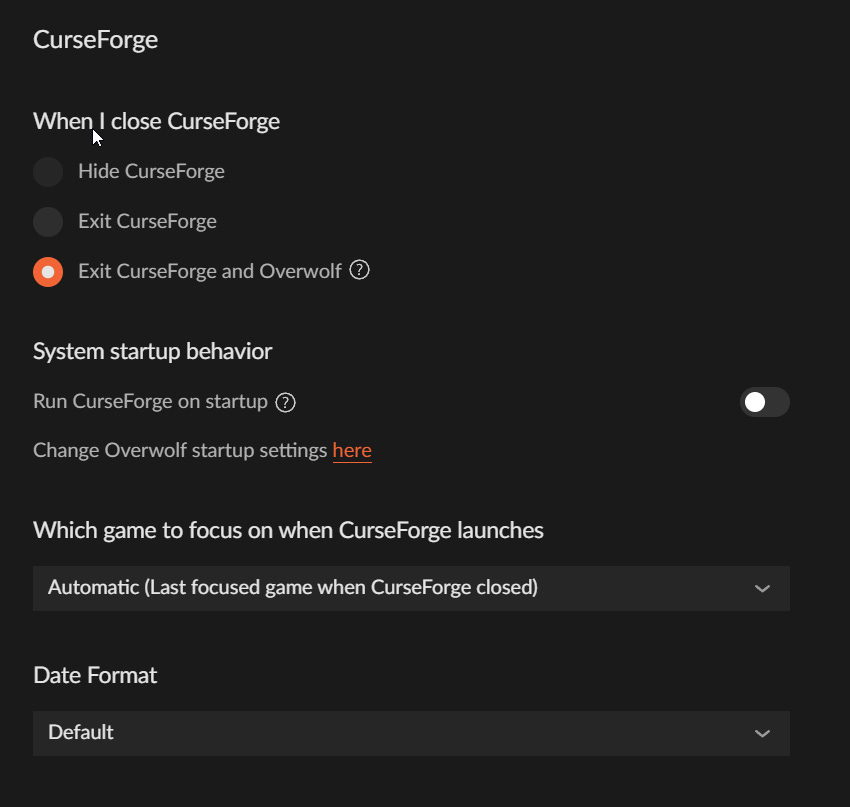 CurseForge
When I close CurseForge
Hide CurseForge
Exit CurseForge
Exit CurseForge and Overwolf ?
System startup behavior
Run CurseForge on startup ?
Change Overwolf startup settings here
Which game to focus on when CurseForge launches
Automatic (Last focused game when CurseForge closed)
Date Format
Default